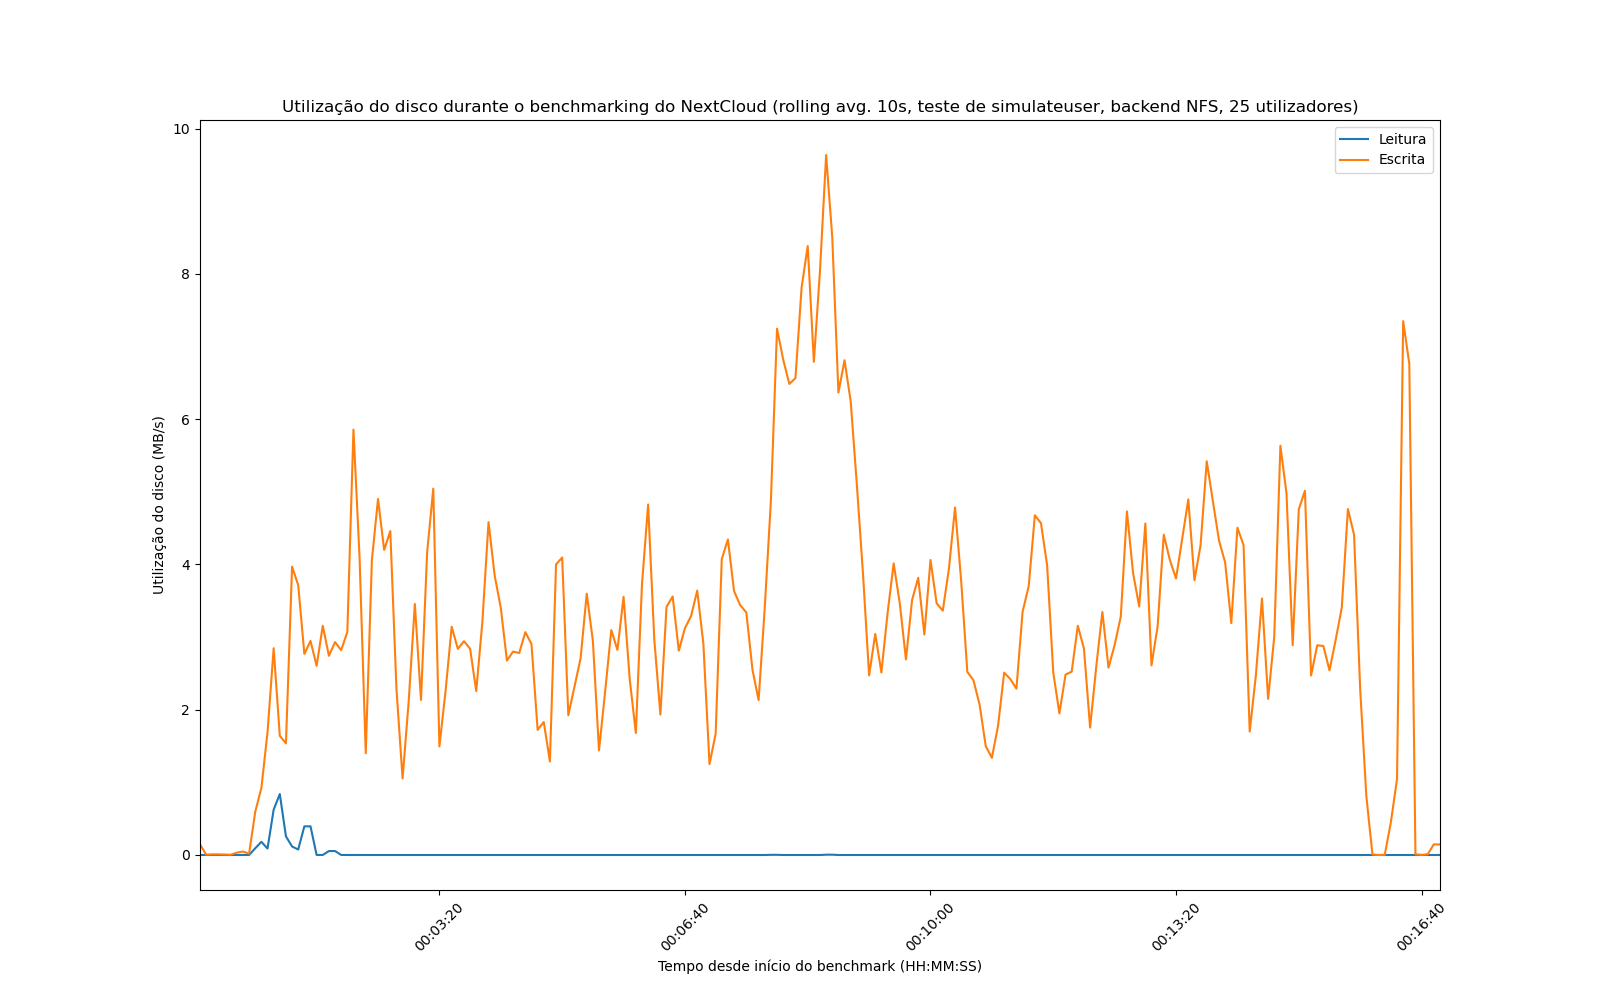 Utilização do disco durante o benchmarking do NextCloud (rolling avg. 10s, teste de simulateuser, backend NFS, 25 utilizadores)
Leitura
Escrita
Utilização do disco (MB/s)
10
8
6
4
2
0
00:03:20
00:06:40
00:10:00
00:13:20
00:16:40
Tempo desde início do benchmark (HH:MM:SS)